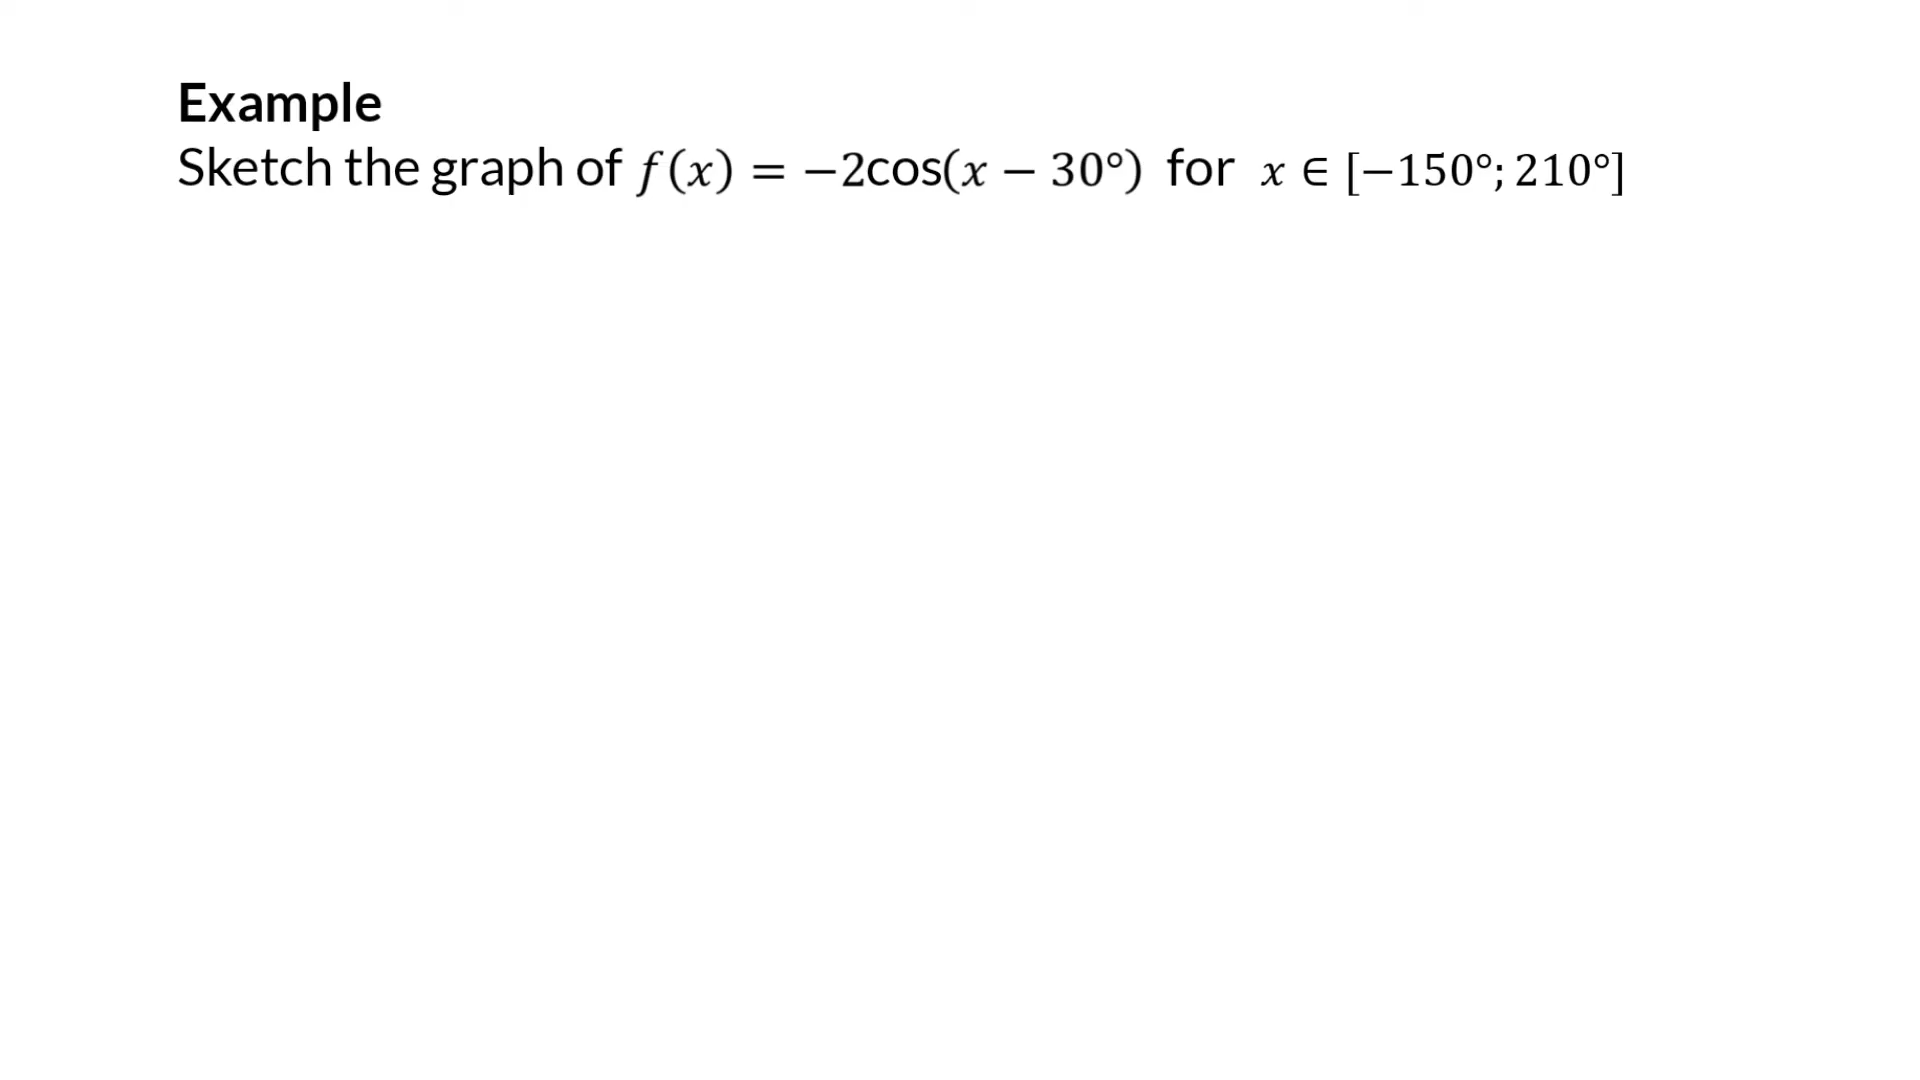 Example
Sketch the graph of f(x) = −2cos(x − 30°) for x ∈ [−150°; 210°]